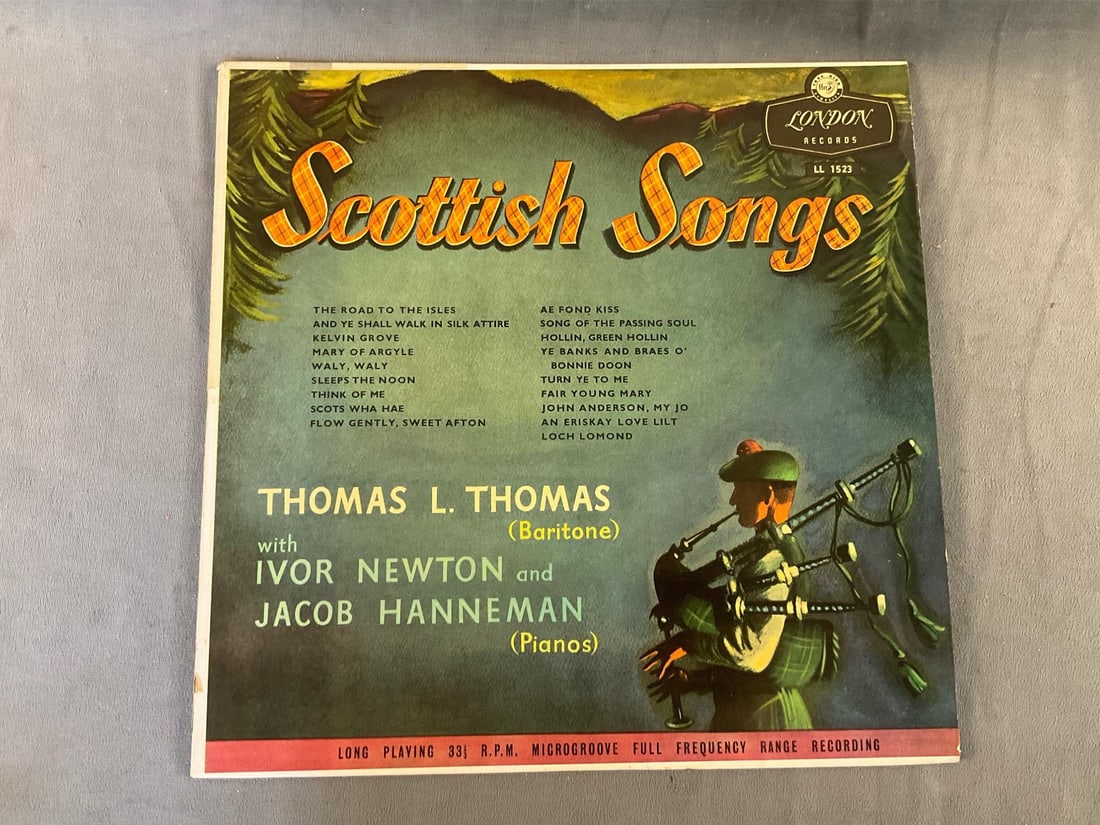 LONDON
RECORDS
LL 1523
Scottish Songs
THE ROAD TO THE ISLES
AND YE SHALL WALK IN SILK ATTIRE
KELVIN GROVE
MARY OF ARGYLE
WALY, WALY
SLEEPS THE NOON
THINK OF ME
SCOTS WHA HAE
FLOW GENTLY, SWEET AFTON
AE FOND KISS
SONG OF THE PASSING SOUL
HOLLIN, GREEN HOLLIN
YE BANKS AND BRAES O'
BONNIE DOON
TURN YE TO ME
FAIR YOUNG MARY
JOHN ANDERSON, MY JO
AN ERISKAY LOVE LILT
LOCH LOMOND
THOMAS L. THOMAS
(Baritone)
with
IVOR NEWTON and
JACOB HANNEMAN
(Pianos)
LONG PLAYING 33⅓ R.P.M. MICROGROOVE FULL FREQUENCY RANGE RECORDING